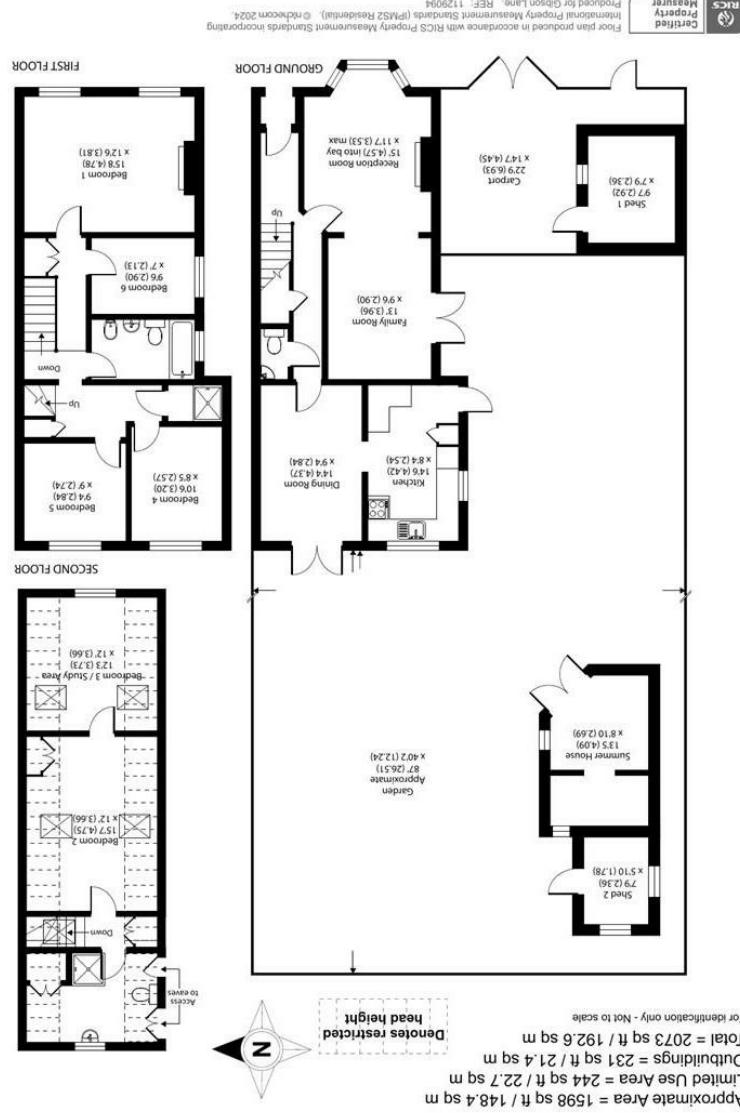 Approximate Area = 1598 sq ft / 148.4 sq m
Limited Use Area = 244 sq ft / 22.7 sq m
Outbuildings = 231 sq ft / 21.4 sq m
Total = 2073 sq ft / 192.6 sq m
For identification only - Not to scale
Denotes restricted
head height
N
Access
to eaves
Down
Bedroom 2
15'7 (4.75)
x 12' (3.66)
Bedroom 3 / Study Area
12'3 (3.73)
x 12' (3.66)
SECOND FLOOR
Shed 2
7'9 (2.36)
x 5'10 (1.78)
Summer House
13'5 (4.09)
x 8'10 (2.69)
Garden
Approximate
87' (26.51)
x 40'2 (12.24)
Bedroom 4
10'6 (3.20)
x 8'5 (2.57)
Bedroom 5
9'4 (2.84)
x 9' (2.74)
Up
Down
Bedroom 6
9'6 (2.90)
x 7' (2.13)
Bedroom 1
15'8 (4.78)
x 12'6 (3.81)
FIRST FLOOR
Kitchen
14'6 (4.42)
x 8'4 (2.54)
Dining Room
14'4 (4.37)
x 9'4 (2.84)
Family Room
13' (3.96)
x 9'6 (2.90)
Up
Reception Room
15' (4.57) into bay
x 11'7 (3.53) max
Shed 1
9'7 (2.92)
x 7'9 (2.36)
Carport
22'9 (6.93)
x 14'7 (4.45)
GROUND FLOOR
RICS
Certified
Property
Measurer
Floor plan produced in accordance with RICS Property Measurement Standards incorporating
International Property Measurement Standards (IPMS2 Residential). © nichecom 2024.
Produced for Gibson Lane. REF: 1129094